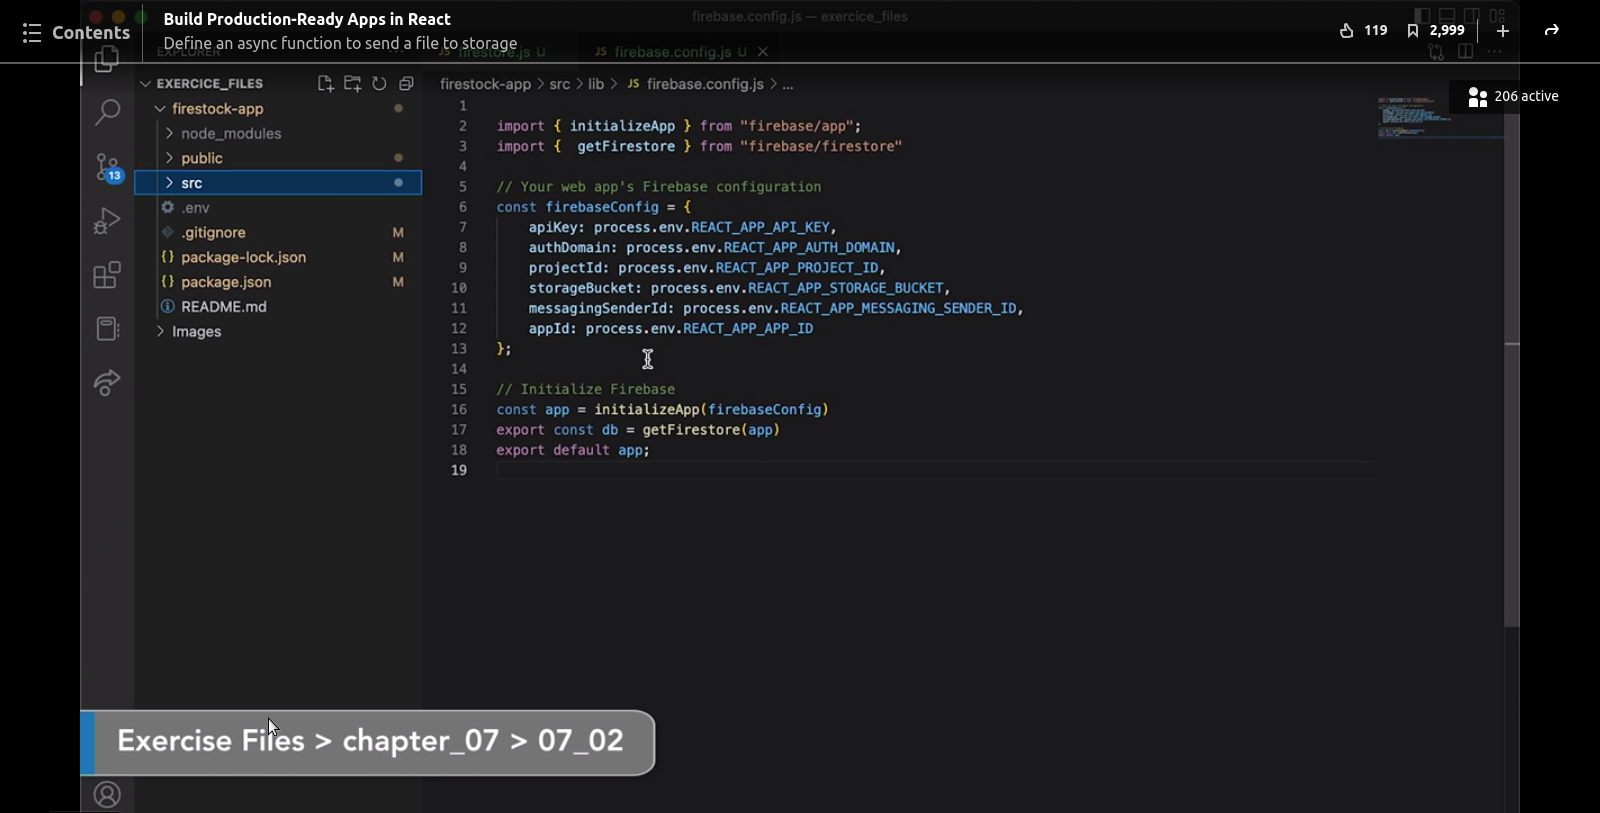 Contents
Build Production-Ready Apps in React
Define an async function to send a file to storage
firebase.config.js — exercice_files
119
2,999
206 active
EXPLORER
JS firestore.js U
JS firebase.config.js U
EXERCICE_FILES
firestock-app
node_modules
public
src
.env
.gitignore M
package-lock.json M
package.json M
README.md
Images
13
firestock-app > src > lib > JS firebase.config.js > ...
1
2 import { initializeApp } from "firebase/app";
3 import {  getFirestore } from "firebase/firestore"
4
5 // Your web app's Firebase configuration
6 const firebaseConfig = {
7 apiKey: process.env.REACT_APP_API_KEY,
8 authDomain: process.env.REACT_APP_AUTH_DOMAIN,
9 projectId: process.env.REACT_APP_PROJECT_ID,
10 storageBucket: process.env.REACT_APP_STORAGE_BUCKET,
11 messagingSenderId: process.env.REACT_APP_MESSAGING_SENDER_ID,
12 appId: process.env.REACT_APP_APP_ID
13 };
14
15 // Initialize Firebase
16 const app = initializeApp(firebaseConfig)
17 export const db = getFirestore(app)
18 export default app;
19
Exercise Files > chapter_07 > 07_02